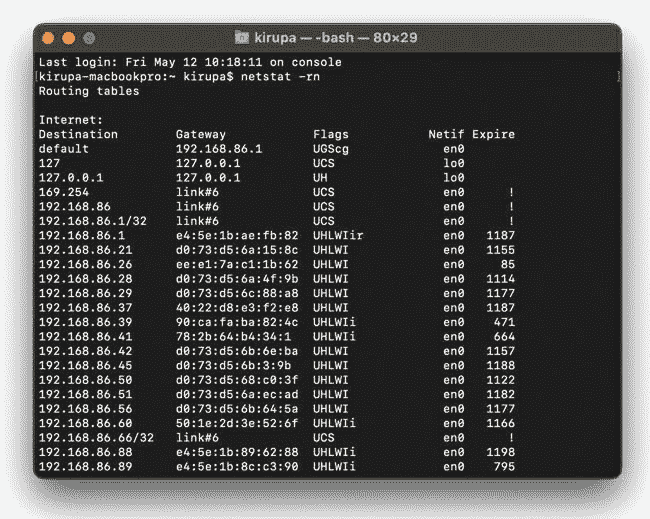 kirupa — -bash — 80×29
Last login: Fri May 12 10:18:11 on console
[kirupa-macbookpro:~ kirupa$ netstat -rn ]
Routing tables
Internet:
Destination Gateway Flags Netif Expire
default 192.168.86.1 UGScg en0
127 127.0.0.1 UCS lo0
127.0.0.1 127.0.0.1 UH lo0
169.254 link#6 UCS en0 !
192.168.86 link#6 UCS en0 !
192.168.86.1/32 link#6 UCS en0 !
192.168.86.1 e4:5e:1b:ae:fb:82 UHLWIir en0 1187
192.168.86.21 d0:73:d5:6a:15:8c UHLWI en0 1155
192.168.86.26 ee:e1:7a:c1:1b:62 UHLWI en0 85
192.168.86.28 d0:73:d5:6a:4f:9b UHLWI en0 1114
192.168.86.29 d0:73:d5:6c:88:a8 UHLWI en0 1177
192.168.86.37 40:22:d8:e3:f2:e8 UHLWI en0 1187
192.168.86.39 90:ca:fa:ba:82:4c UHLWIi en0 471
192.168.86.41 78:2b:64:b4:34:1 UHLWIi en0 664
192.168.86.42 d0:73:d5:6b:6e:ba UHLWI en0 1157
192.168.86.45 d0:73:d5:6b:3:9b UHLWI en0 1188
192.168.86.50 d0:73:d5:68:c0:3f UHLWI en0 1122
192.168.86.51 d0:73:d5:6a:ec:ad UHLWI en0 1182
192.168.86.56 d0:73:d5:6b:64:5a UHLWI en0 1177
192.168.86.60 50:1e:2d:3e:52:6f UHLWIi en0 1166
192.168.86.66/32 link#6 UCS en0 !
192.168.86.88 e4:5e:1b:89:62:88 UHLWIi en0 1198
192.168.86.89 e4:5e:1b:8c:c3:90 UHLWIi en0 795